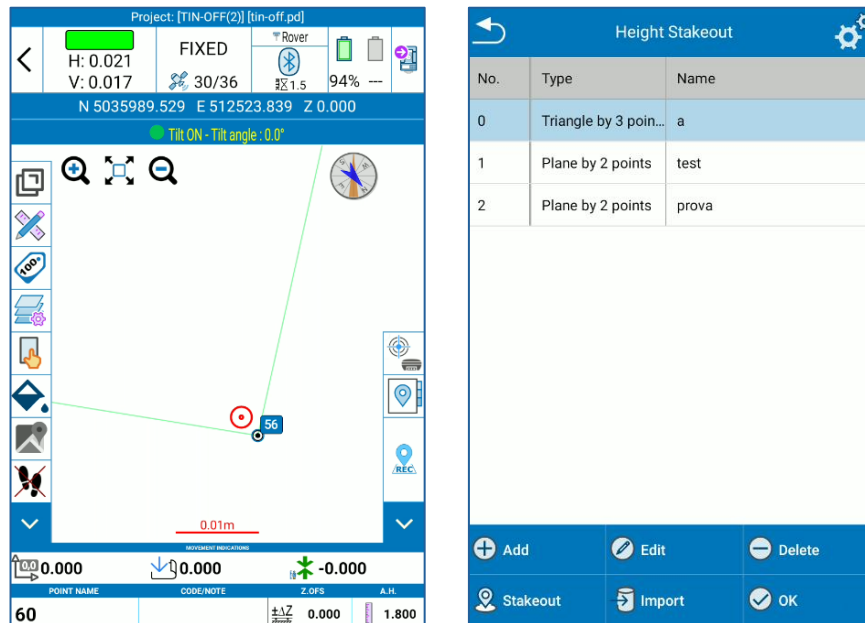 Project: [TIN-OFF(2)] [tin-off.pd]
H: 0.021
V: 0.017
FIXED
30/36
Rover
1.5
94%
---
N 5035989.529 E 512523.839 Z 0.000
Tilt ON - Tilt angle : 0.0°
100°
56
REC
0.01m
MOVEMENT INDICATIONS
0.000
0.000
-0.000
POINT NAME
CODE/NOTE
Z.OFS
A.H.
60
±ΔZ
0.000
1.800
Height Stakeout
No. Type Name
0 Triangle by 3 poin... a
1 Plane by 2 points test
2 Plane by 2 points prova
Add Edit Delete
Stakeout Import OK